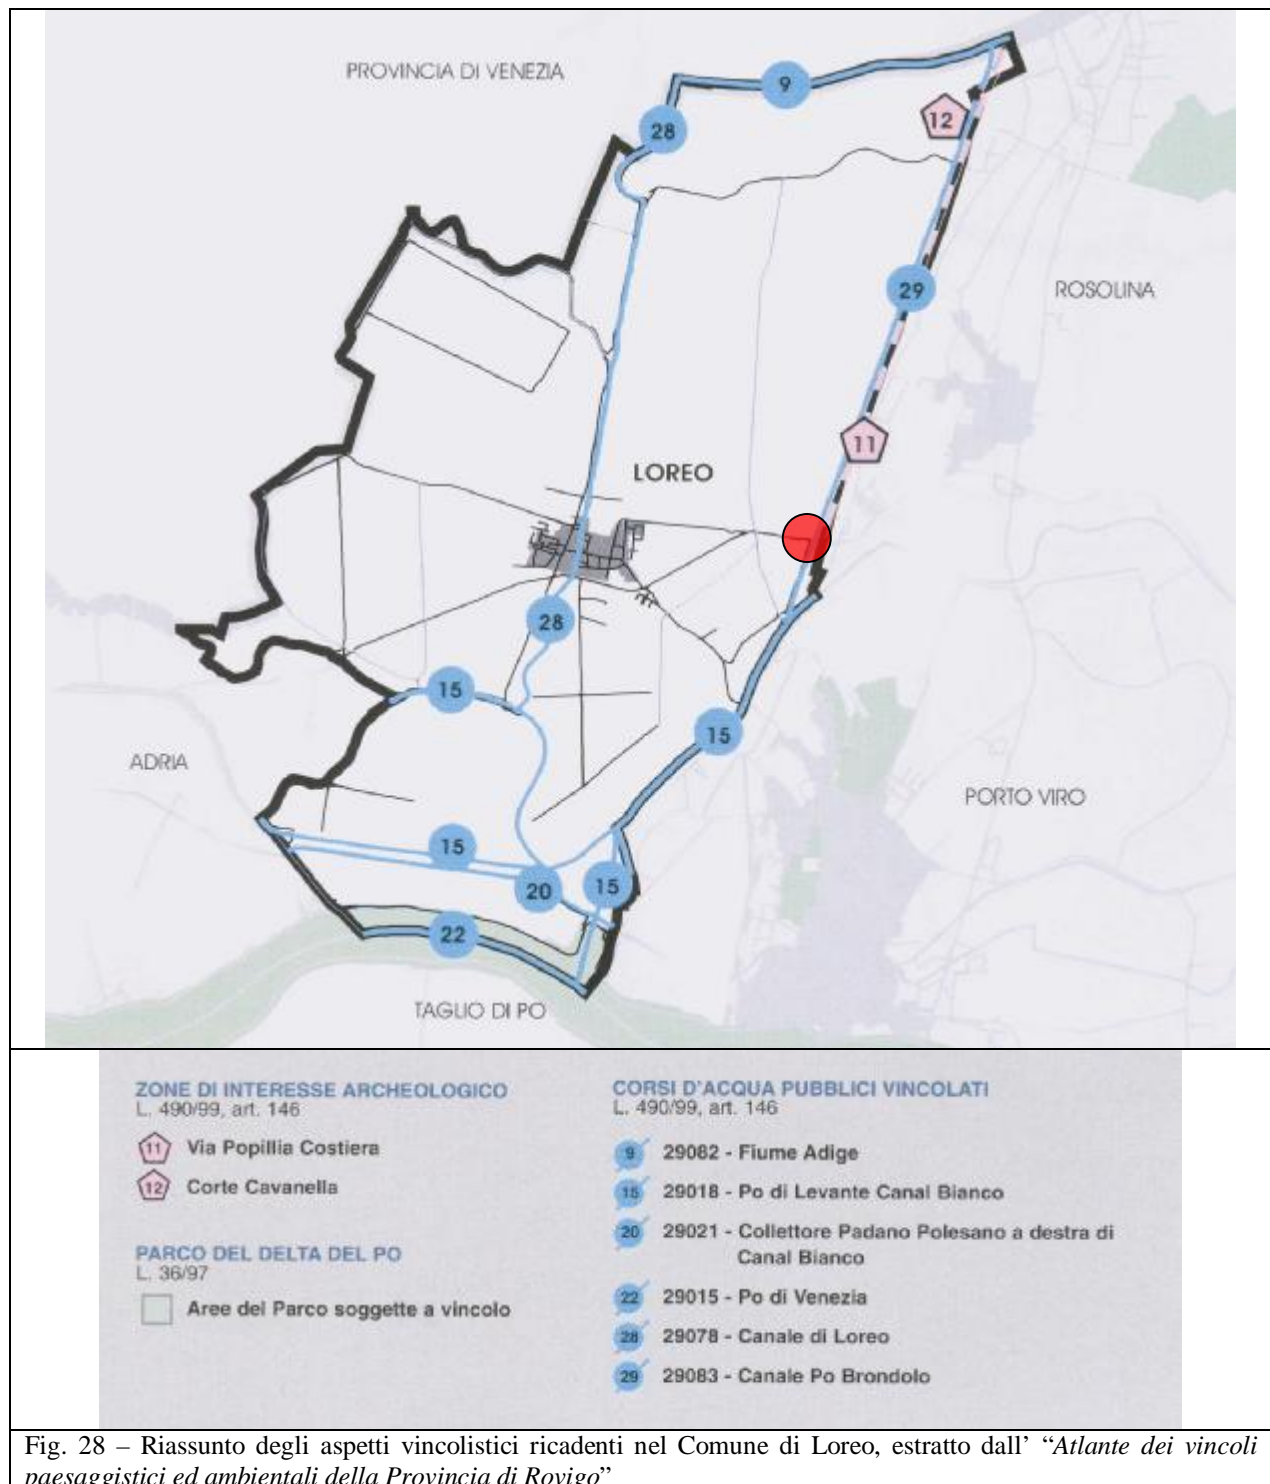 PROVINCIA DI VENEZIA
9
28
12
29
ROSOLINA
11
LOREO
28
15
15
ADRIA
PORTO VIRO
15
20
15
22
TAGLIO DI PO
ZONE DI INTERESSE ARCHEOLOGICO
L. 490/99, art. 146
11 Via Popillia Costiera
12 Corte Cavanella
PARCO DEL DELTA DEL PO
L. 36/97
Aree del Parco soggette a vincolo
CORSI D'ACQUA PUBBLICI VINCOLATI
L. 490/99, art. 146
9 29082 - Fiume Adige
15 29018 - Po di Levante Canal Bianco
20 29021 - Collettore Padano Polesano a destra di
Canal Bianco
22 29015 - Po di Venezia
28 29078 - Canale di Loreo
29 29083 - Canale Po Brondolo
Fig. 28 – Riassunto degli aspetti vincolistici ricadenti nel Comune di Loreo, estratto dall' “Atlante dei vincoli
paesaggistici ed ambientali della Provincia di Rovigo”